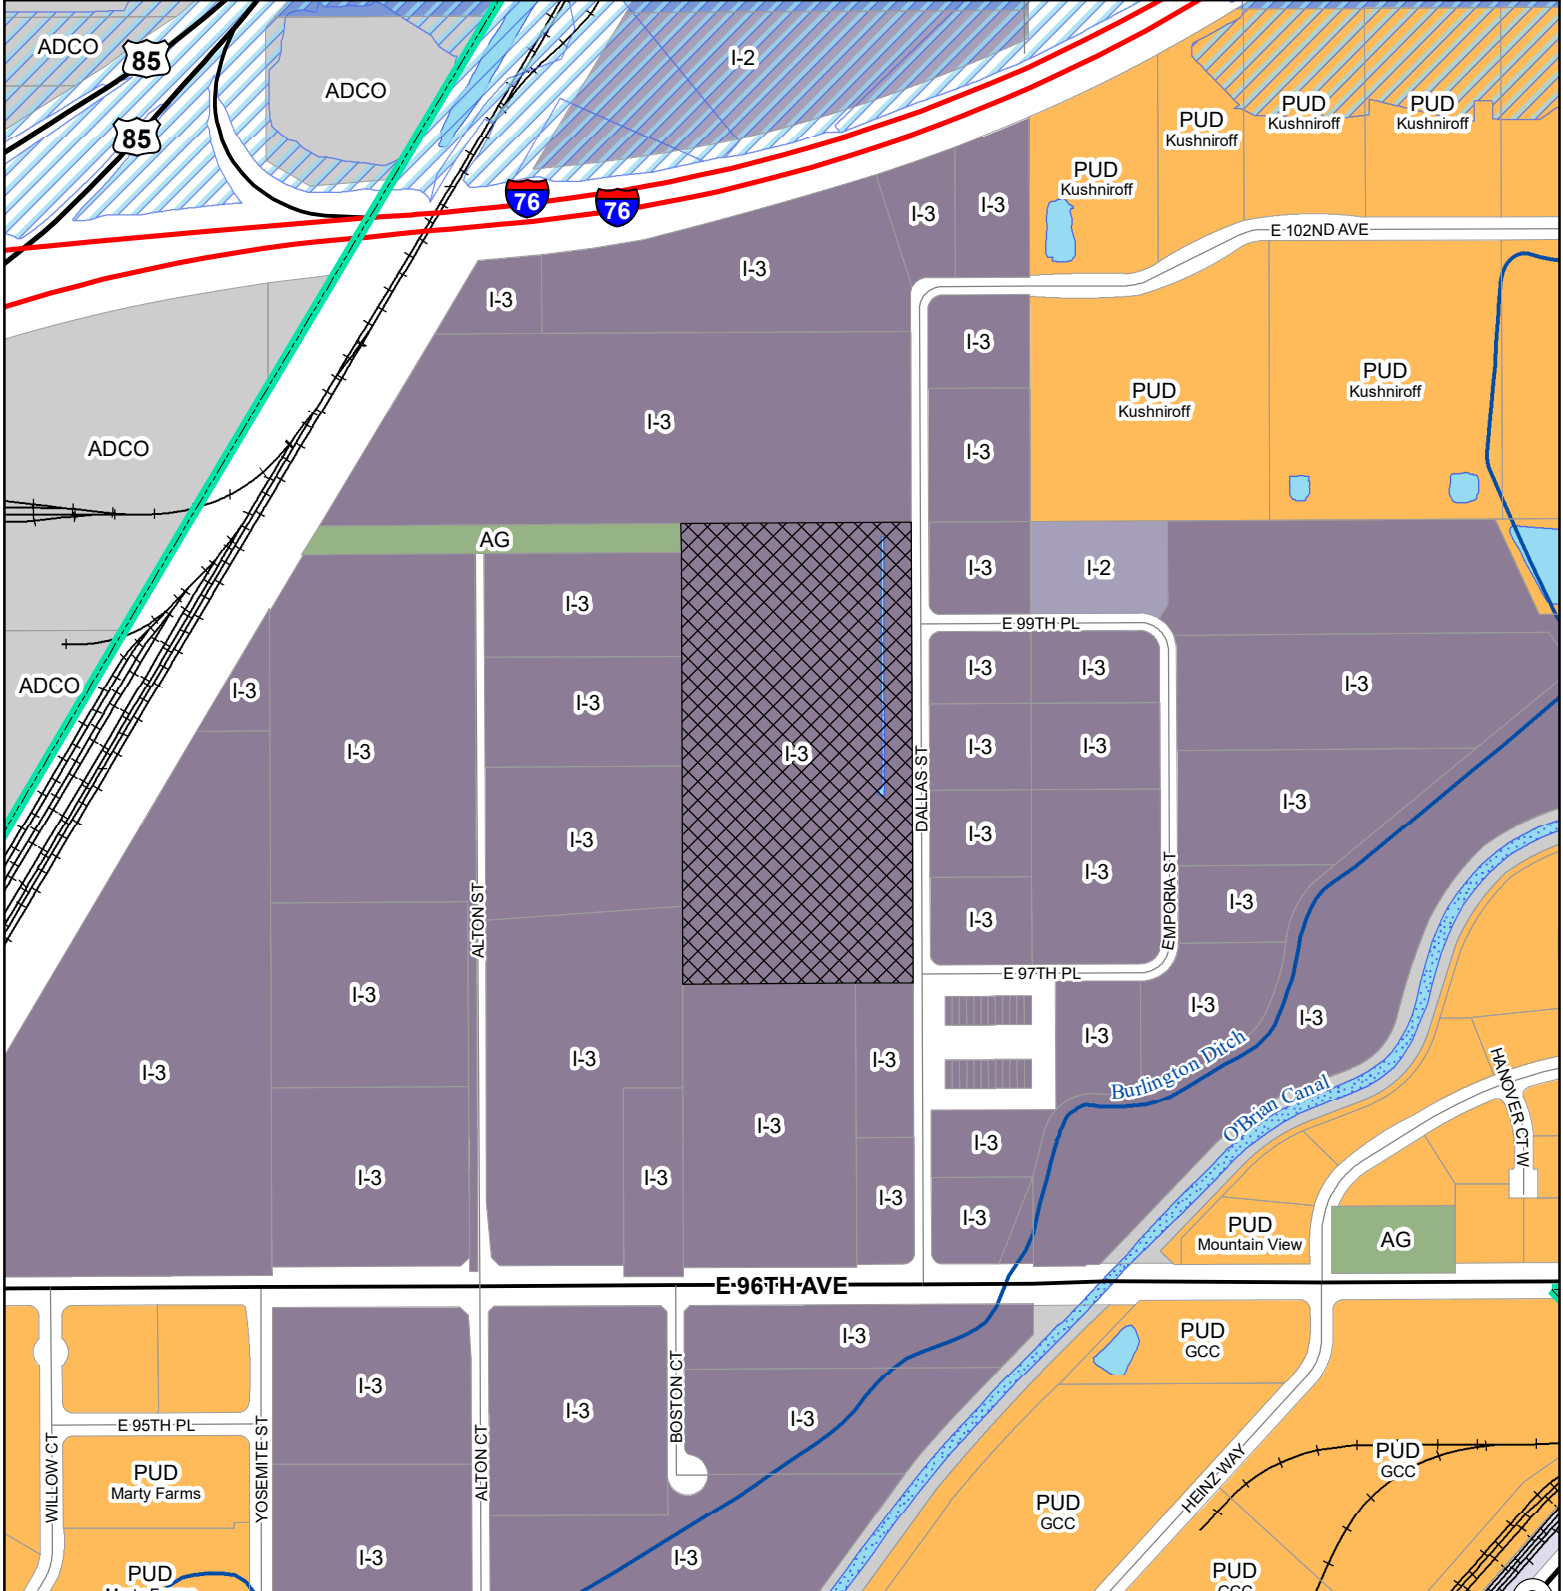 ADCO
85
I-2
ADCO
PUD
Kushniroff
PUD
Kushniroff
PUD
Kushniroff
85
PUD
Kushniroff
76
76
I-3
I-3
E 102ND AVE
I-3
I-3
I-3
PUD
Kushniroff
PUD
Kushniroff
I-3
I-3
ADCO
AG
I-3
I-2
I-3
E 99TH PL
I-3
I-3
ADCO
I-3
I-3
I-3
I-3
I-3
I-3
I-3
DALLAS ST
I-3
I-3
I-3
I-3
EMPORIA ST
I-3
ALTON ST
I-3
E 97TH PL
I-3
I-3
I-3
I-3
I-3
I-3
I-3
Burlington Ditch
HANOVER CT W
O'Brian Canal
I-3
I-3
I-3
I-3
I-3
I-3
PUD
Mountain View
AG
E 96TH AVE
I-3
PUD
GCC
I-3
BOSTON CT
I-3
I-3
E 95TH PL
WILLOW CT
YOSEMITE ST
ALTON CT
PUD
Marty Farms
PUD
GCC
HEINZ WAY
PUD
GCC
I-3
I-3
PUD
PUD
GCC